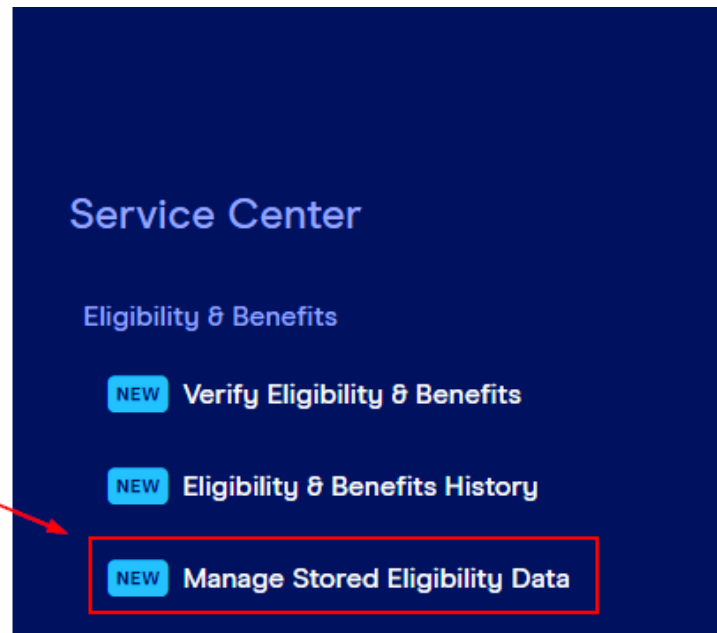 Service Center
Eligibility & Benefits
NEW Verify Eligibility & Benefits
NEW Eligibility & Benefits History
NEW Manage Stored Eligibility Data